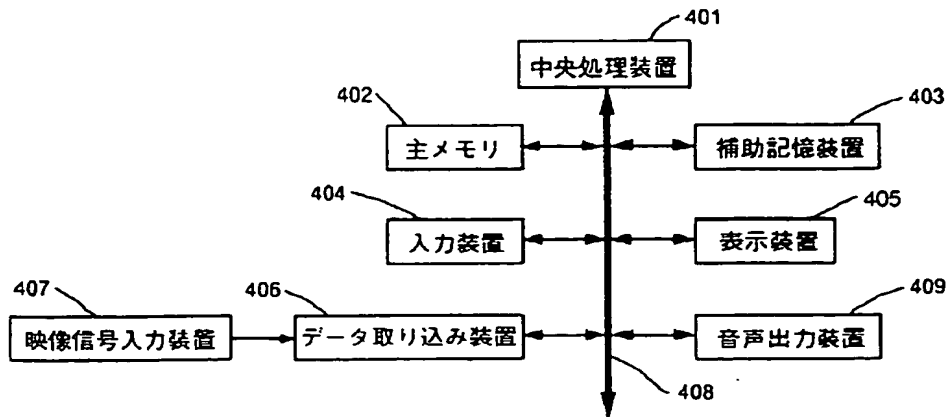 401
中央処理装置
402
主メモリ
403
補助記憶装置
404
入力装置
405
表示装置
407
映像信号入力装置
406
データ取り込み装置
409
音声出力装置
408